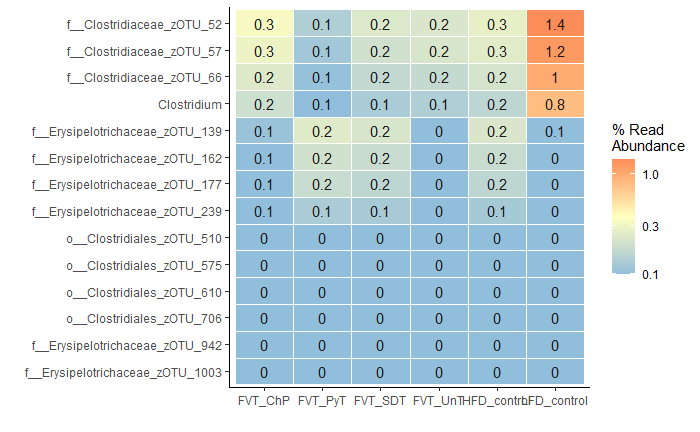 f__Clostridiaceae_zOTU_52 0.3 0.1 0.2 0.2 0.3 1.4
f__Clostridiaceae_zOTU_57 0.3 0.1 0.2 0.2 0.3 1.2
f__Clostridiaceae_zOTU_66 0.2 0.1 0.2 0.2 0.2 1
Clostridium 0.2 0.1 0.1 0.1 0.2 0.8
f__Erysipelotrichaceae_zOTU_139 0.1 0.2 0.2 0 0.2 0.1
f__Erysipelotrichaceae_zOTU_162 0.1 0.2 0.2 0 0.2 0
f__Erysipelotrichaceae_zOTU_177 0.1 0.2 0.2 0 0.2 0
f__Erysipelotrichaceae_zOTU_239 0.1 0.1 0.1 0 0.1 0
o__Clostridiales_zOTU_510 0 0 0 0 0 0
o__Clostridiales_zOTU_575 0 0 0 0 0 0
o__Clostridiales_zOTU_610 0 0 0 0 0 0
o__Clostridiales_zOTU_706 0 0 0 0 0 0
f__Erysipelotrichaceae_zOTU_942 0 0 0 0 0 0
f__Erysipelotrichaceae_zOTU_1003 0 0 0 0 0 0
FVT_ChP FVT_PyT FVT_SDT FVT_UnT HFD_control LFD_control
% Read
Abundance
1.0
0.3
0.1